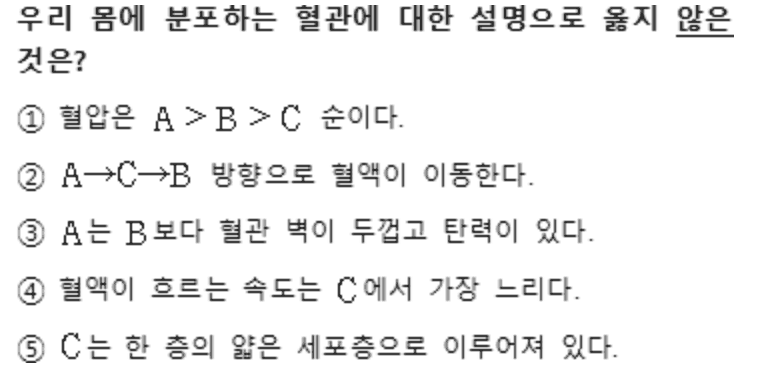 우리 몸에 분포하는 혈관에 대한 설명으로 옳지 않은
것은?
① 혈압은 A > B > C 순이다.
② A→C→B 방향으로 혈액이 이동한다.
③ A는 B보다 혈관 벽이 두껍고 탄력이 있다.
④ 혈액이 흐르는 속도는 C에서 가장 느리다.
⑤ C는 한 층의 얇은 세포층으로 이루어져 있다.